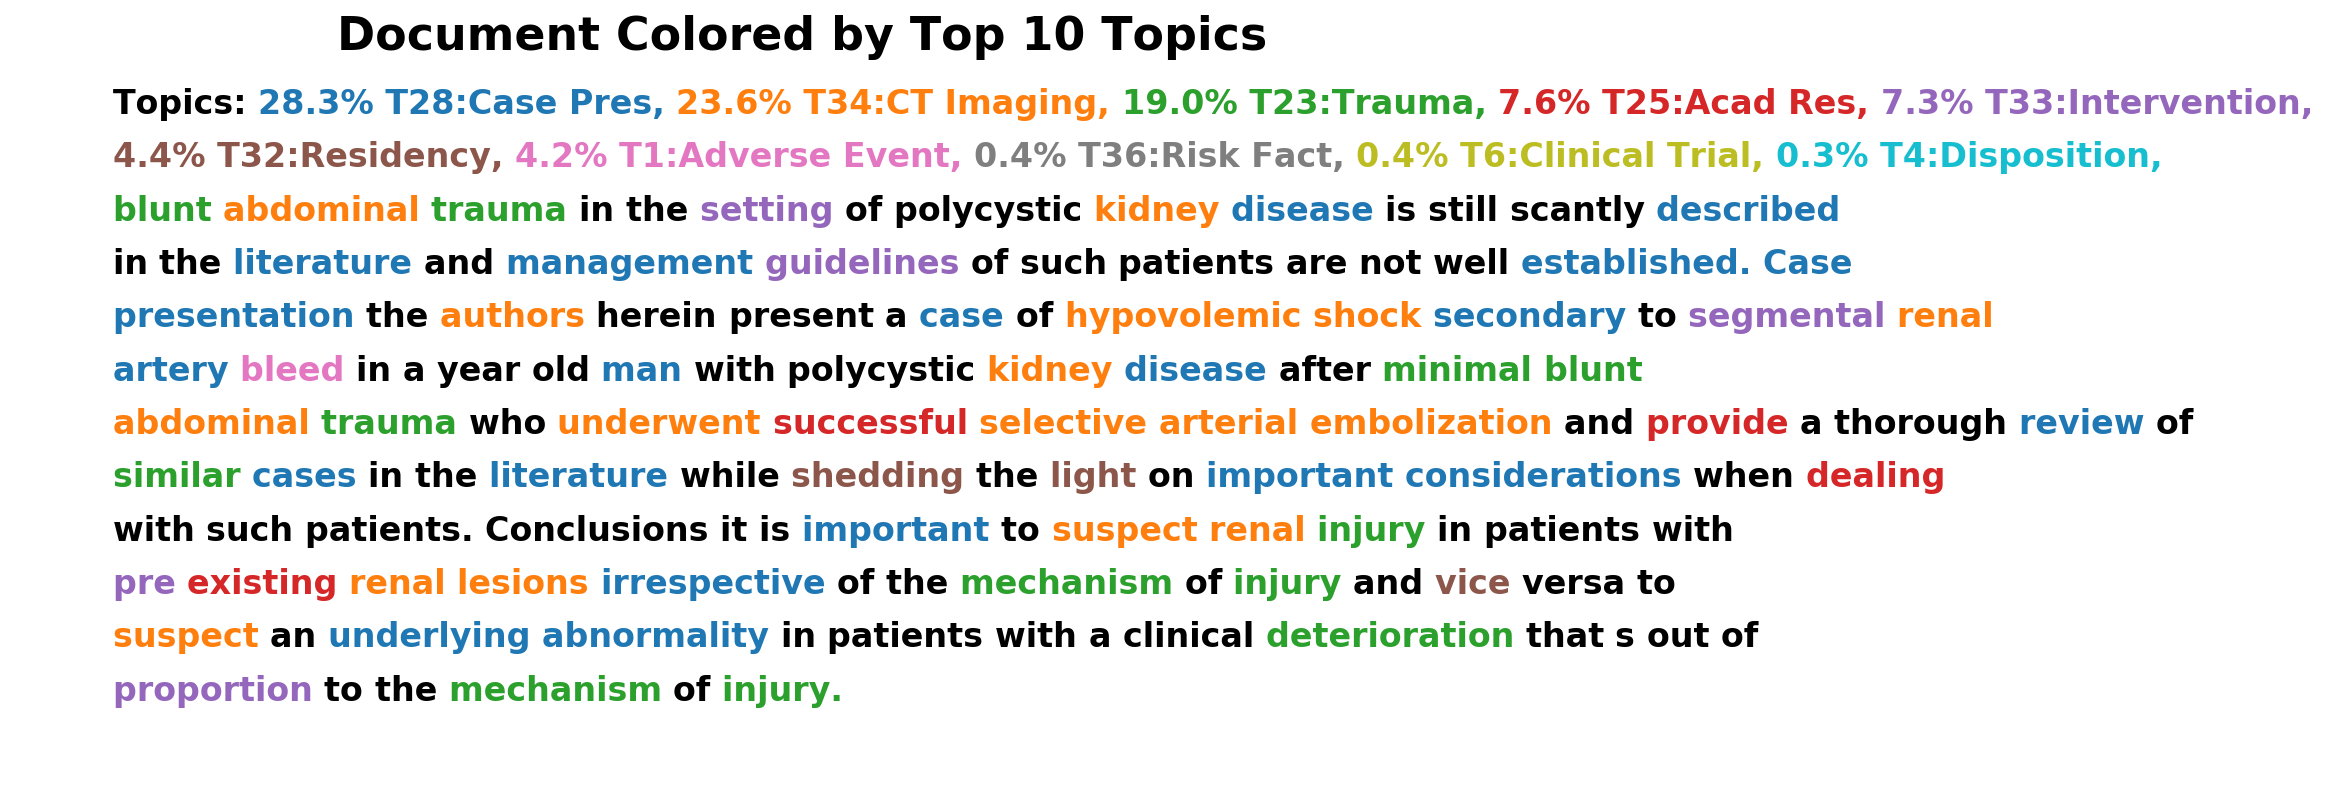 Document Colored by Top 10 Topics
Topics: 28.3% T28:Case Pres, 23.6% T34:CT Imaging, 19.0% T23:Trauma, 7.6% T25:Acad Res, 7.3% T33:Intervention,
4.4% T32:Residency, 4.2% T1:Adverse Event, 0.4% T36:Risk Fact, 0.4% T6:Clinical Trial, 0.3% T4:Disposition,
blunt abdominal trauma in the setting of polycystic kidney disease is still scantly described
in the literature and management guidelines of such patients are not well established. Case
presentation the authors herein present a case of hypovolemic shock secondary to segmental renal
artery bleed in a year old man with polycystic kidney disease after minimal blunt
abdominal trauma who underwent successful selective arterial embolization and provide a thorough review of
similar cases in the literature while shedding the light on important considerations when dealing
with such patients. Conclusions it is important to suspect renal injury in patients with
pre existing renal lesions irrespective of the mechanism of injury and vice versa to
suspect an underlying abnormality in patients with a clinical deterioration that s out of
proportion to the mechanism of injury.